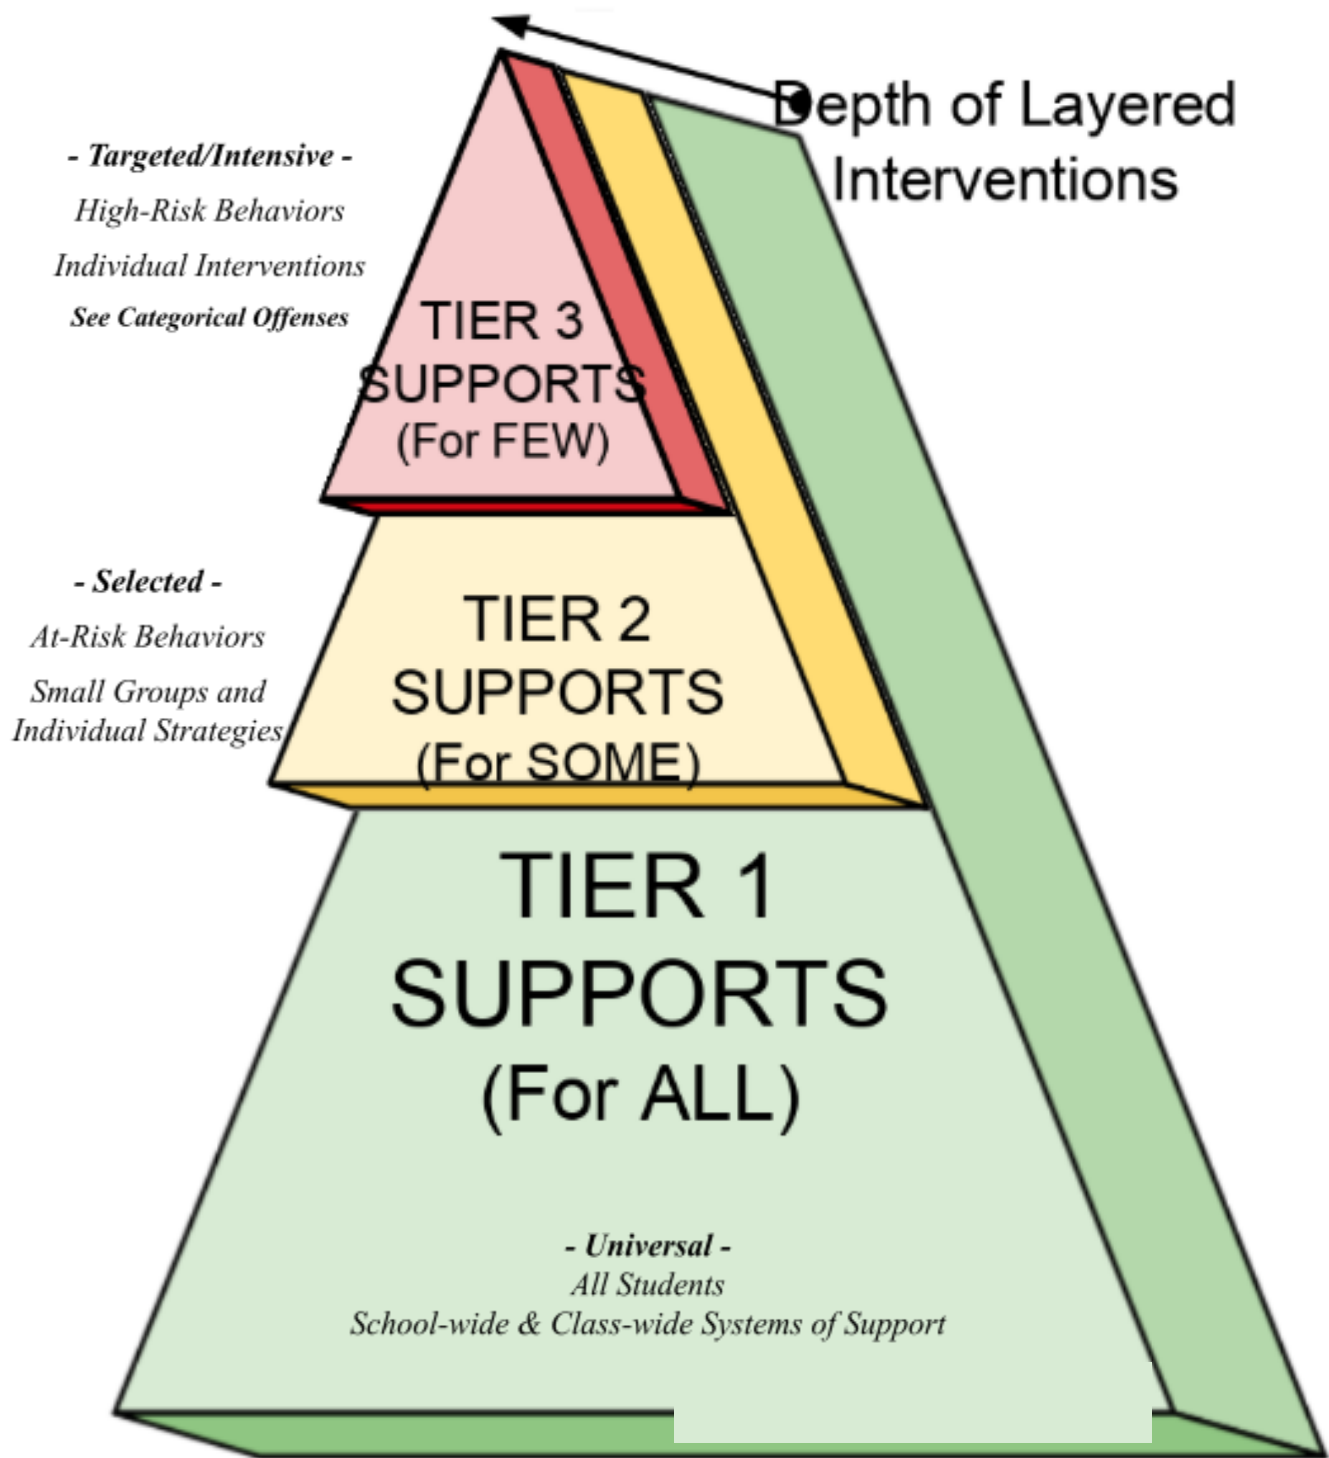 Depth of Layered
Interventions
- Targeted/Intensive -
High-Risk Behaviors
Individual Interventions
See Categorical Offenses
TIER 3
SUPPORTS
(For FEW)
- Selected -
At-Risk Behaviors
Small Groups and
Individual Strategies
TIER 2
SUPPORTS
(For SOME)
TIER 1
SUPPORTS
(For ALL)
- Universal -
All Students
School-wide & Class-wide Systems of Support